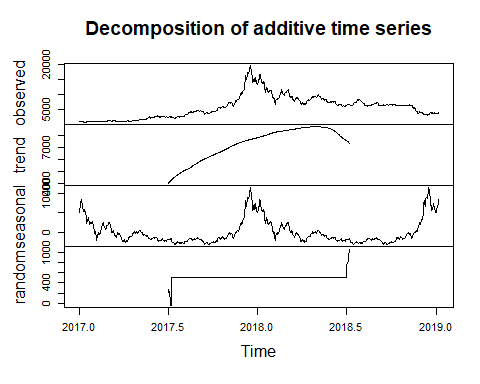 Decomposition of additive time series
observed
5000 20000
trend
7000
seasonal
0
random
0 400 1000
2017.0 2017.5 2018.0 2018.5 2019.0
Time